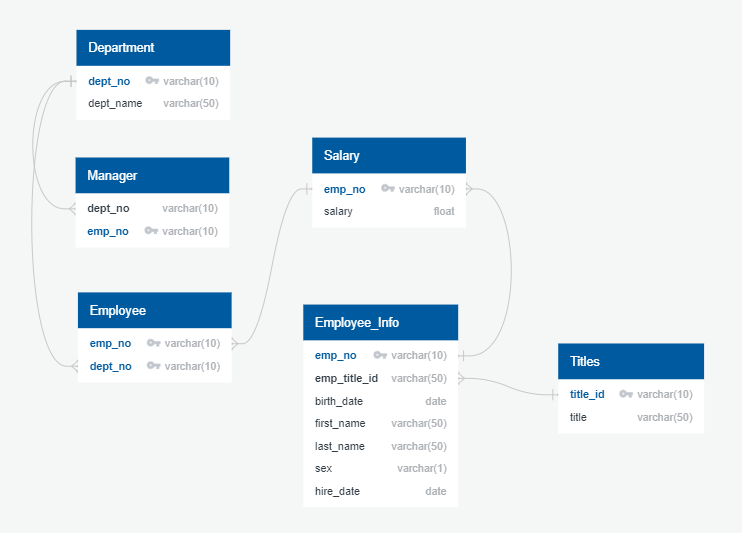 Department
dept_no varchar(10)
dept_name varchar(50)
Manager
dept_no varchar(10)
emp_no varchar(10)
Employee
emp_no varchar(10)
dept_no varchar(10)
Salary
emp_no varchar(10)
salary float
Employee_Info
emp_no varchar(10)
emp_title_id varchar(50)
birth_date date
first_name varchar(50)
last_name varchar(50)
sex varchar(1)
hire_date date
Titles
title_id varchar(10)
title varchar(50)